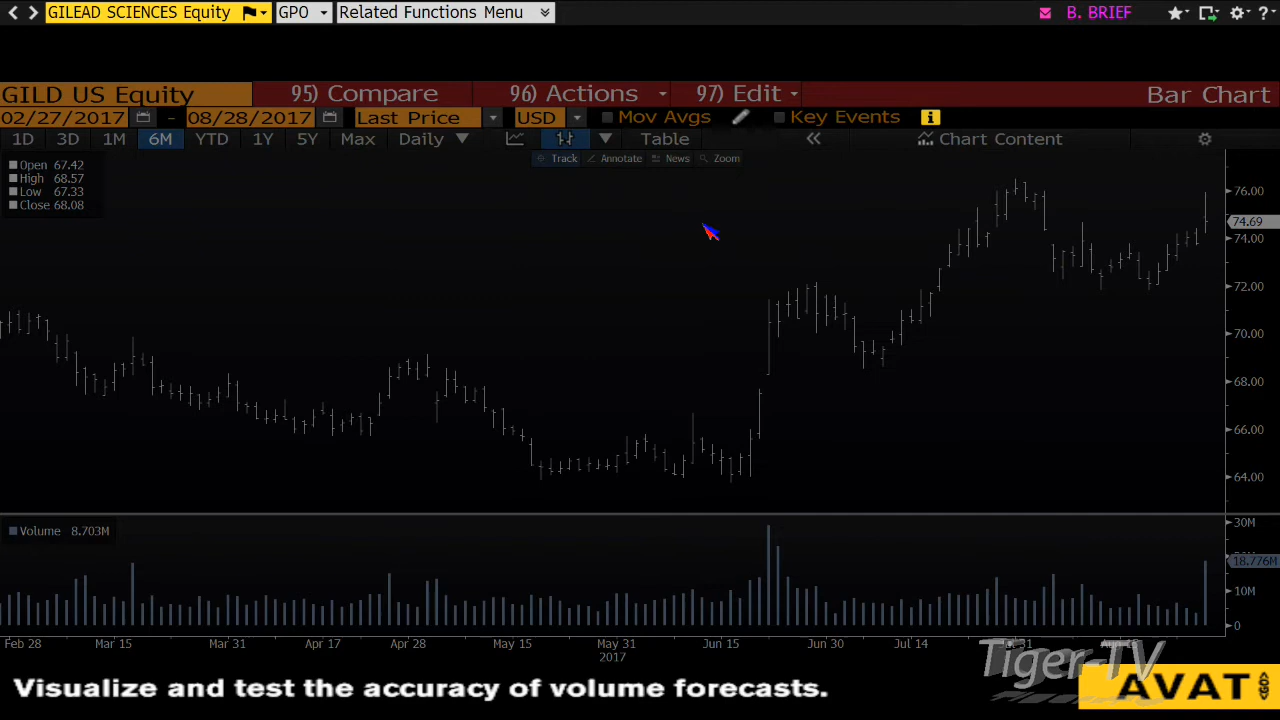 GILEAD SCIENCES Equity GPO Related Functions Menu B. BRIEF ?
GILD US Equity 95) Compare 96) Actions 97) Edit Bar Chart
02/27/2017 - 08/28/2017 Last Price USD Mov Avgs Key Events i
1D 3D 1M 6M YTD 1Y 5Y Max Daily Table « Chart Content
Track Annotate News Zoom
Open 67.42
High 68.57
Low 67.33
Close 68.08
76.00
74.69
74.00
72.00
70.00
68.00
66.00
64.00
Volume 8.703M
30M
18.776M
10M
0
Feb 28 Mar 15 Mar 31 Apr 17 Apr 28 May 15 May 31 Jun 15 Jun 30 Jul 14 Jul 31
2017
Tiger-TV
Visualize and test the accuracy of volume forecasts.
AVAT <GO>